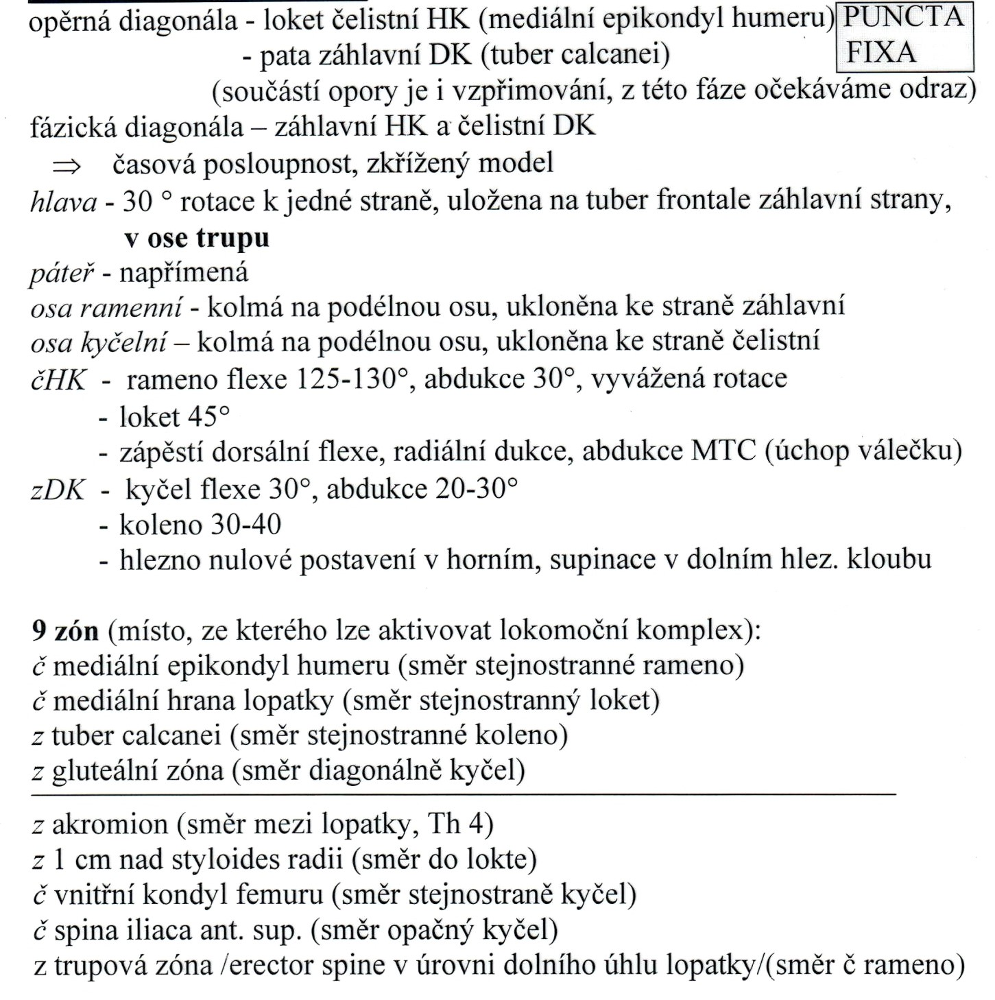 opěrná diagonála - loket čelistní HK (mediální epikondyl humeru) PUNCTA
- pata záhlavní DK (tuber calcanei) FIXA
(součástí opory je i vzpřimování, z této fáze očekáváme odraz)
fázická diagonála – záhlavní HK a čelistní DK
⇒ časová posloupnost, zkřížený model
hlava - 30 ° rotace k jedné straně, uložena na tuber frontale záhlavní strany,
v ose trupu
páteř - napřímená
osa ramenní - kolmá na podélnou osu, ukloněna ke straně záhlavní
osa kyčelní – kolmá na podélnou osu, ukloněna ke straně čelistní
čHK - rameno flexe 125-130°, abdukce 30°, vyvážená rotace
- loket 45°
- zápěstí dorsální flexe, radiální dukce, abdukce MTC (úchop válečku)
zDK - kyčel flexe 30°, abdukce 20-30°
- koleno 30-40
- hlezno nulové postavení v horním, supinace v dolním hlez. kloubu
9 zón (místo, ze kterého lze aktivovat lokomoční komplex):
č mediální epikondyl humeru (směr stejnostranné rameno)
č mediální hrana lopatky (směr stejnostranný loket)
z tuber calcanei (směr stejnostranné koleno)
z gluteální zóna (směr diagonálně kyčel)
z akromion (směr mezi lopatky, Th 4)
z 1 cm nad styloides radii (směr do lokte)
č vnitřní kondyl femuru (směr stejnostraně kyčel)
č spina iliaca ant. sup. (směr opačný kyčel)
z trupová zóna /erector spine v úrovni dolního úhlu lopatky/(směr č rameno)